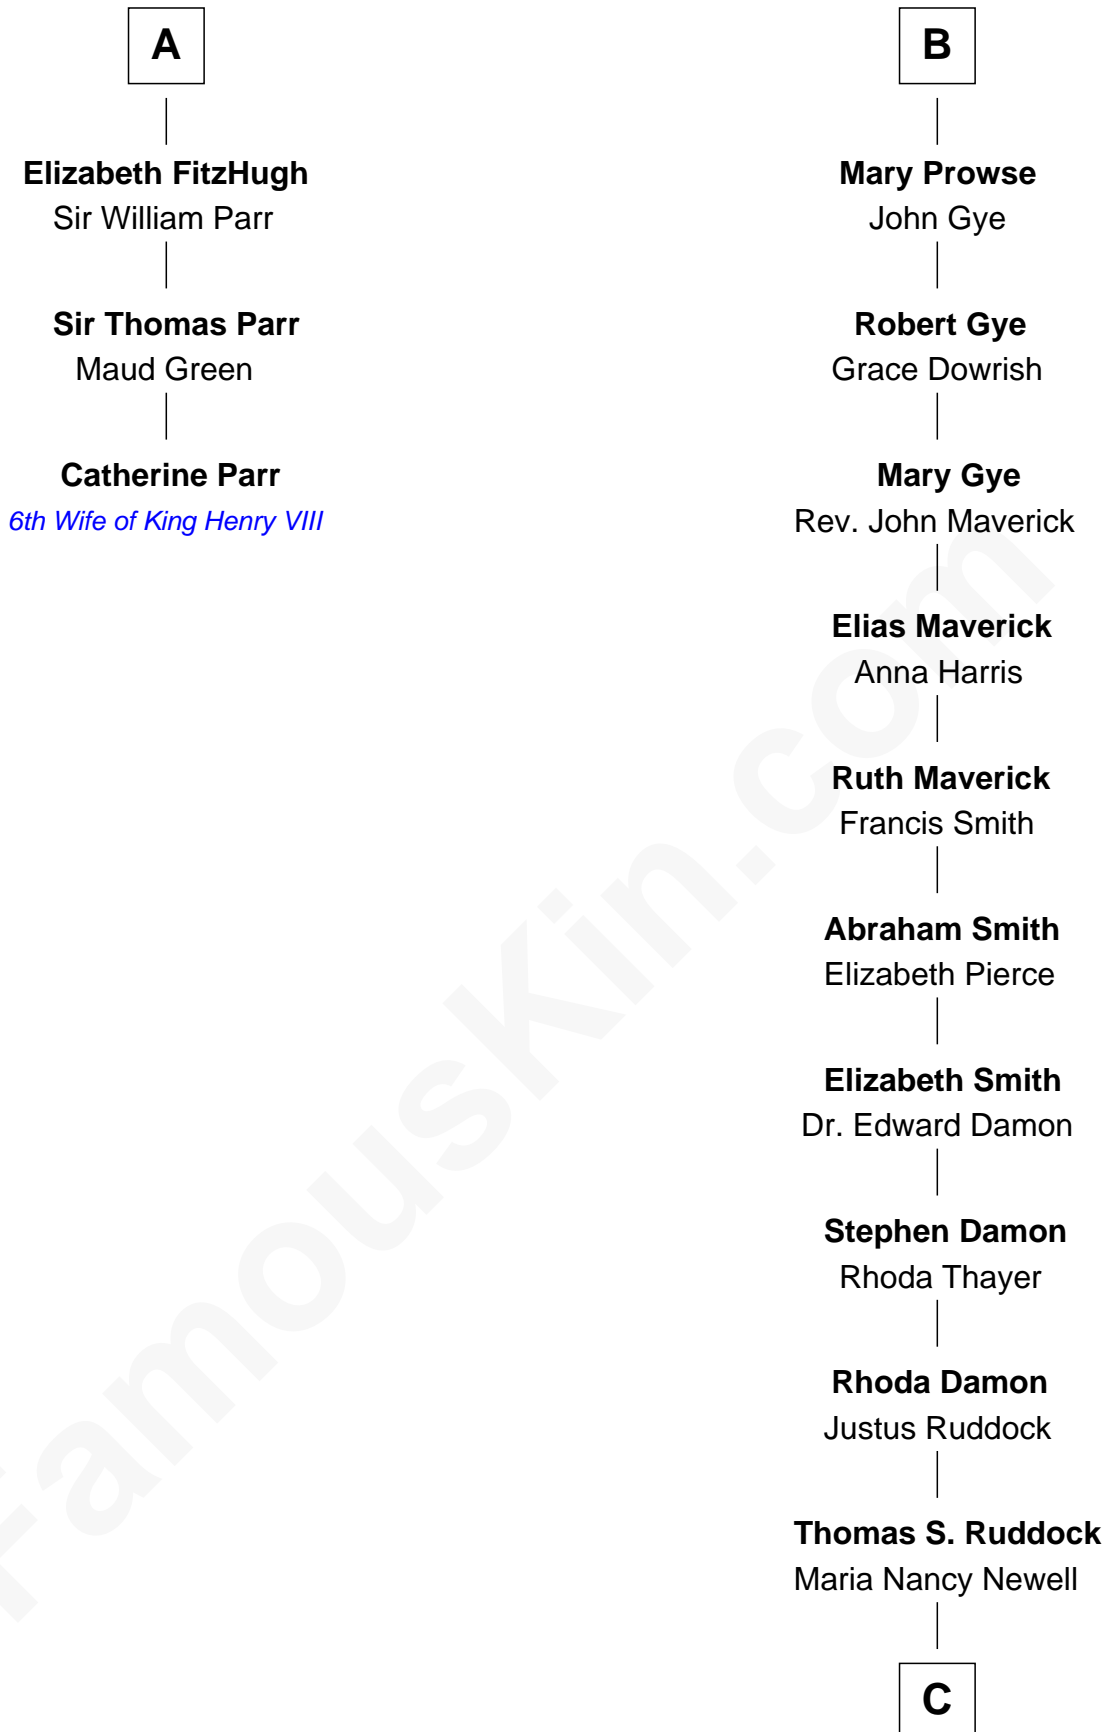 A
Elizabeth FitzHugh
Sir William Parr
Sir Thomas Parr
Maud Green
Catherine Parr
6th Wife of King Henry VIII
B
Mary Prowse
John Gye
Robert Gye
Grace Dowrish
Mary Gye
Rev. John Maverick
Elias Maverick
Anna Harris
Ruth Maverick
Francis Smith
Abraham Smith
Elizabeth Pierce
Elizabeth Smith
Dr. Edward Damon
Stephen Damon
Rhoda Thayer
Rhoda Damon
Justus Ruddock
Thomas S. Ruddock
Maria Nancy Newell
C
FamousKin.com